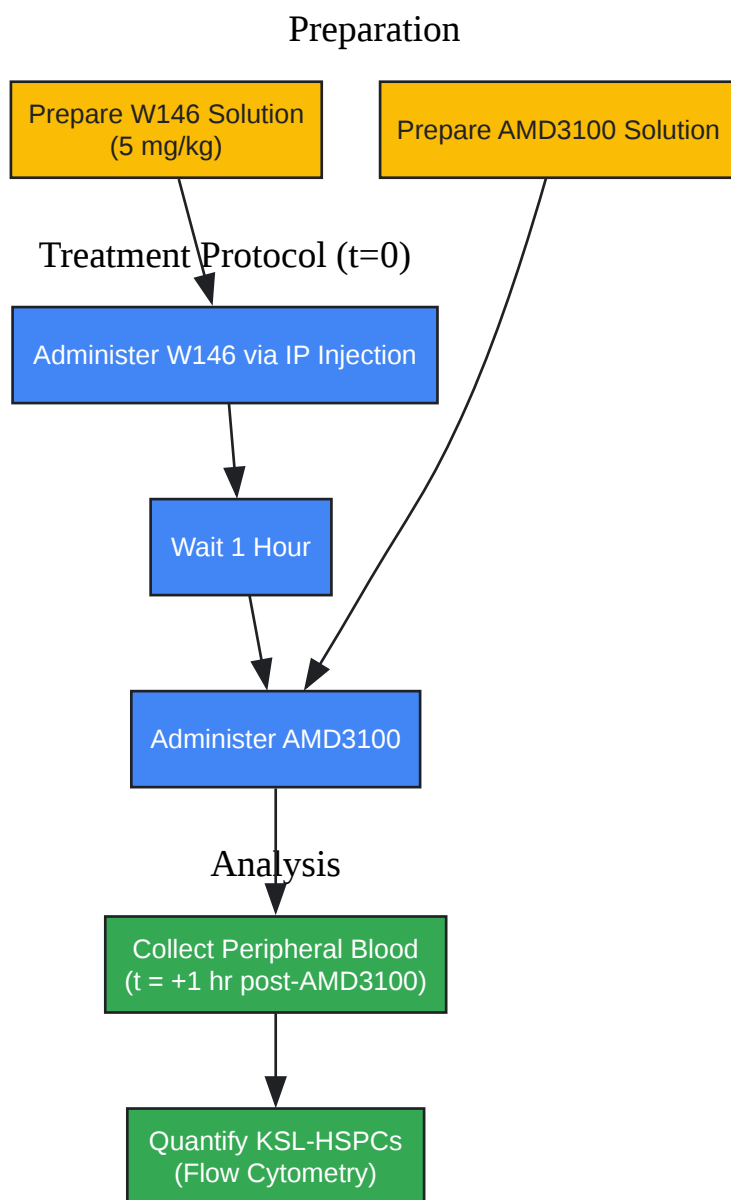 Preparation
Prepare W146 Solution
(5 mg/kg)
Prepare AMD3100 Solution
Treatment Protocol (t=0)
Administer W146 via IP Injection
Wait 1 Hour
Administer AMD3100
Analysis
Collect Peripheral Blood
(t = +1 hr post-AMD3100)
Quantify KSL-HSPCs
(Flow Cytometry)